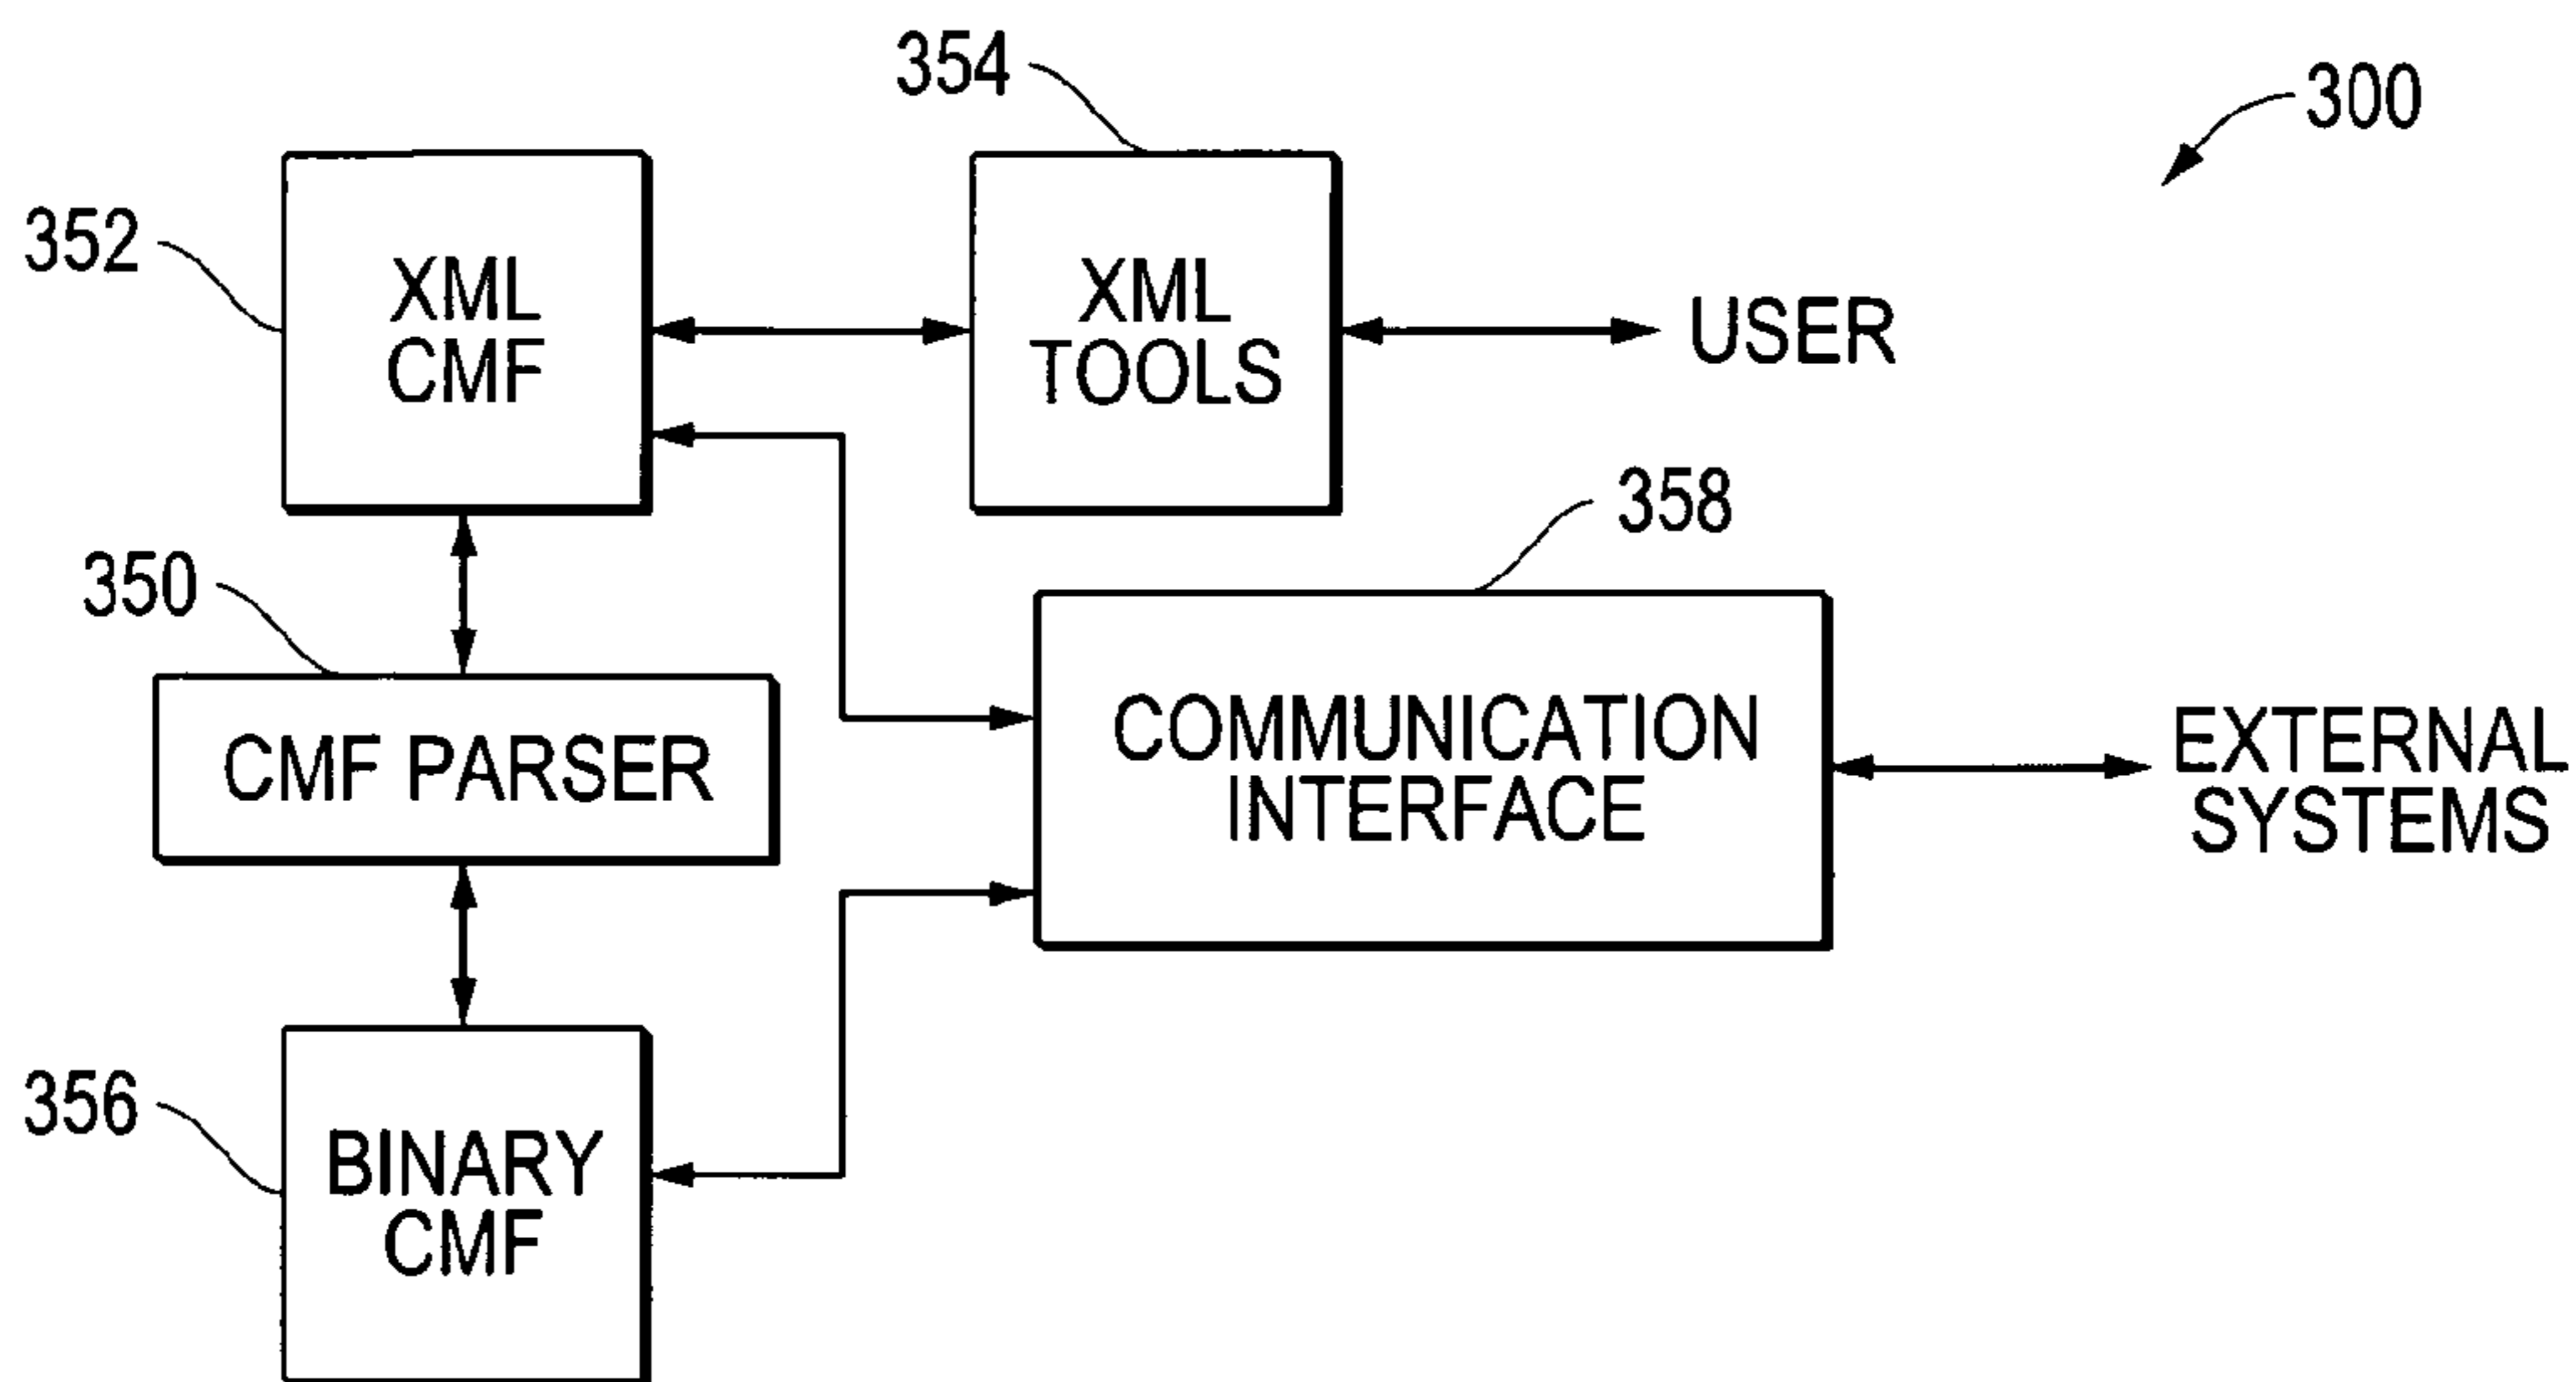 354
300
352
XML
CMF
XML
TOOLS
USER
358
350
CMF PARSER
COMMUNICATION
INTERFACE
EXTERNAL
SYSTEMS
356
BINARY
CMF